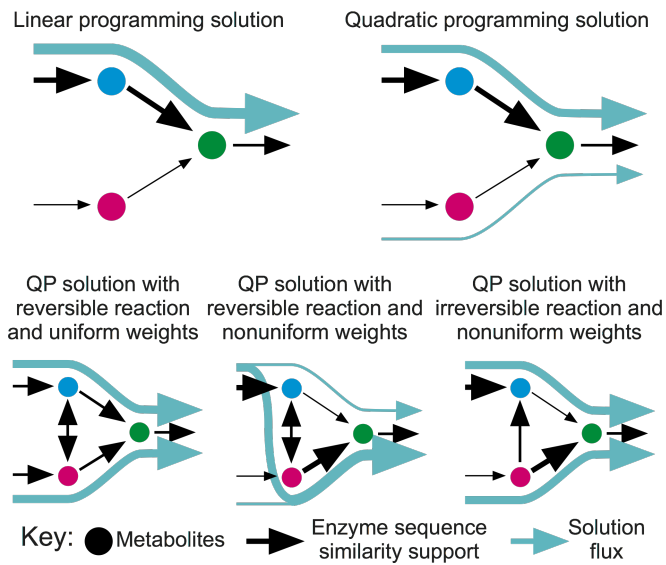 Linear programming solution
Quadratic programming solution
QP solution with
reversible reaction
and uniform weights
QP solution with
reversible reaction and
nonuniform weights
QP solution with
irreversible reaction and
nonuniform weights
Key:
Metabolites
Enzyme sequence
similarity support
Solution
flux